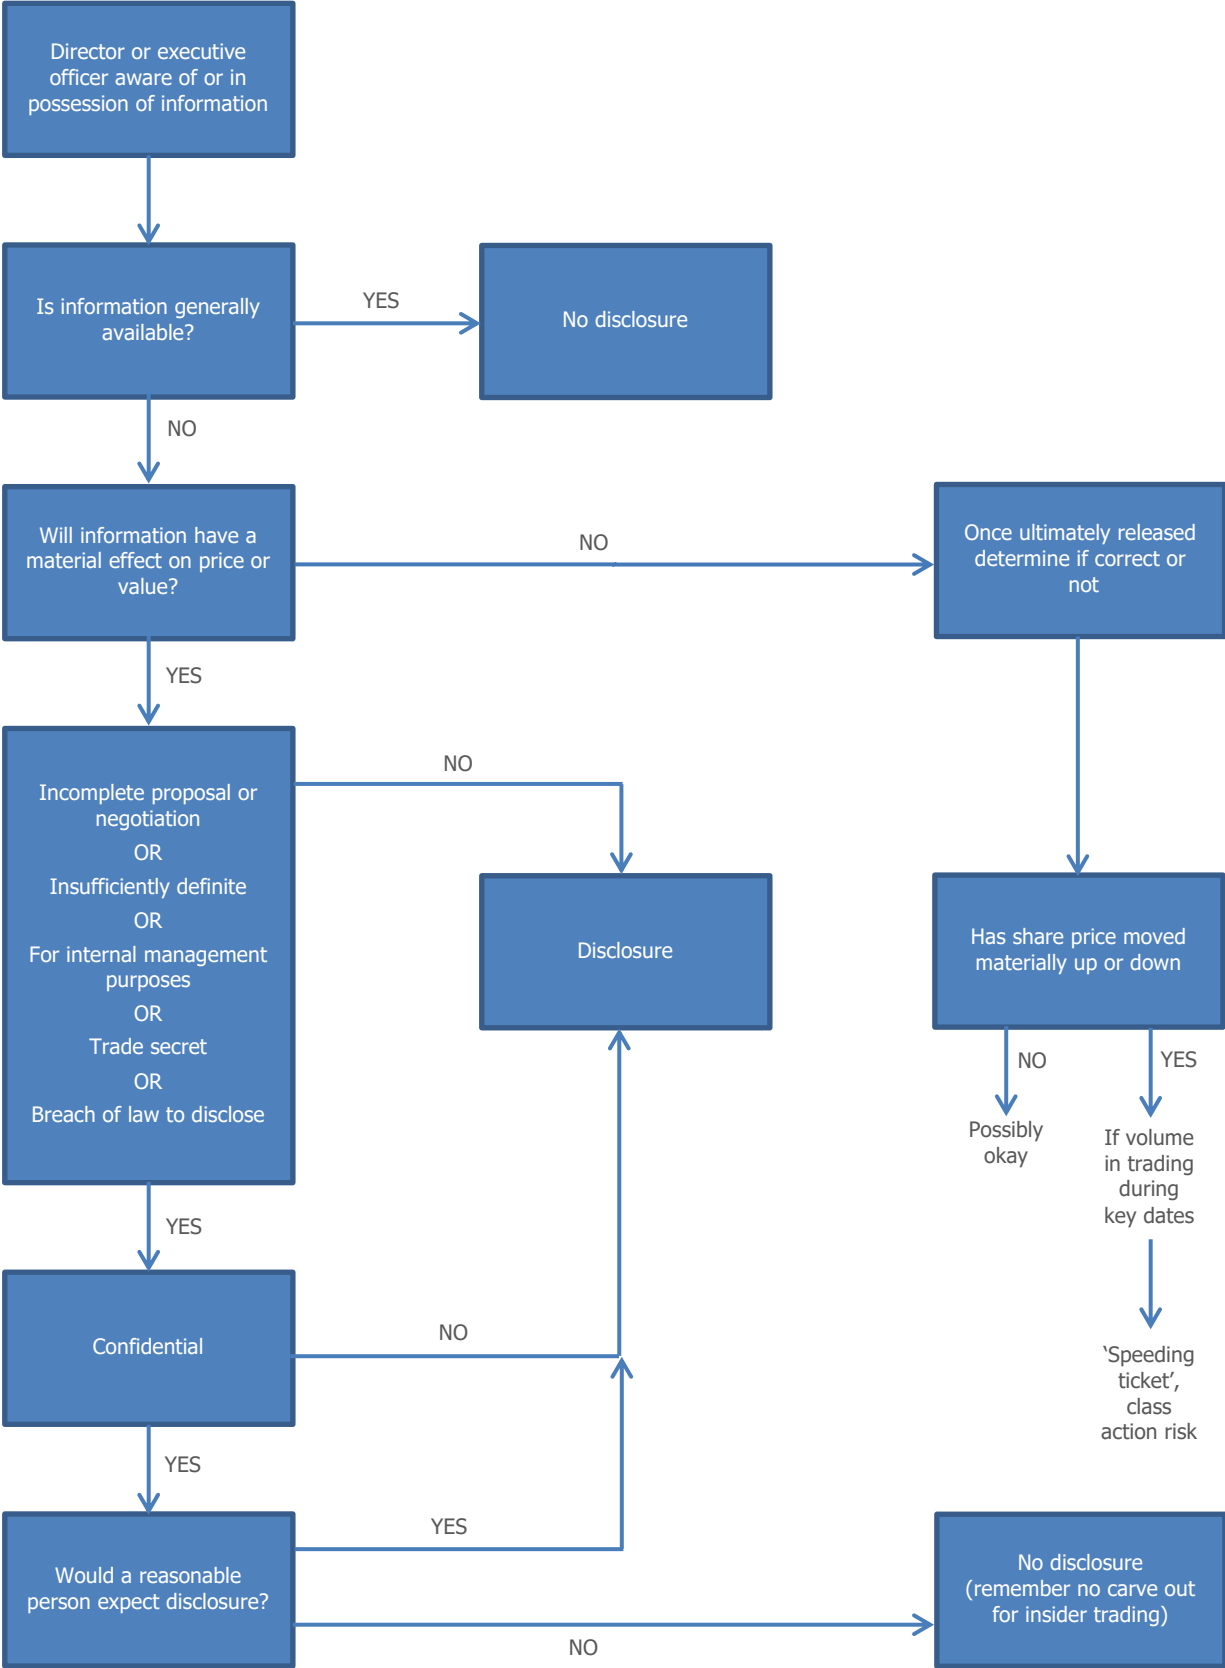 Director or executive
officer aware of or in
possession of information
Is information generally
available?
YES
No disclosure
NO
Will information have a
material effect on price or
value?
NO
Once ultimately released
determine if correct or
not
YES
Incomplete proposal or
negotiation
OR
Insufficiently definite
OR
For internal management
purposes
OR
Trade secret
OR
Breach of law to disclose
NO
Disclosure
Has share price moved
materially up or down
NO
YES
Possibly
okay
If volume
in trading
during
key dates
YES
Confidential
NO
‘Speeding
ticket’,
class
action risk
YES
Would a reasonable
person expect disclosure?
YES
NO
No disclosure
(remember no carve out
for insider trading)